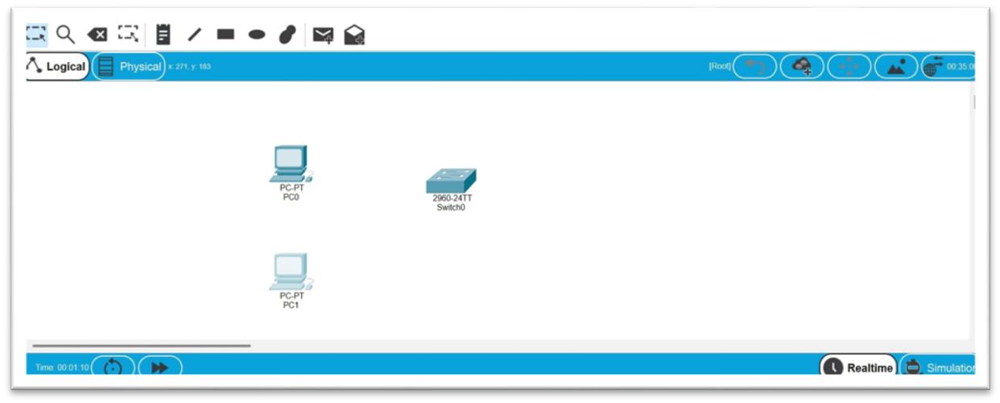 Logical
Physical x: 271, y: 183
[Root]
00:35:0
PC-PT
PC0
2960-24TT
Switch0
PC-PT
PC1
Time: 00:01:10
Realtime
Simulation